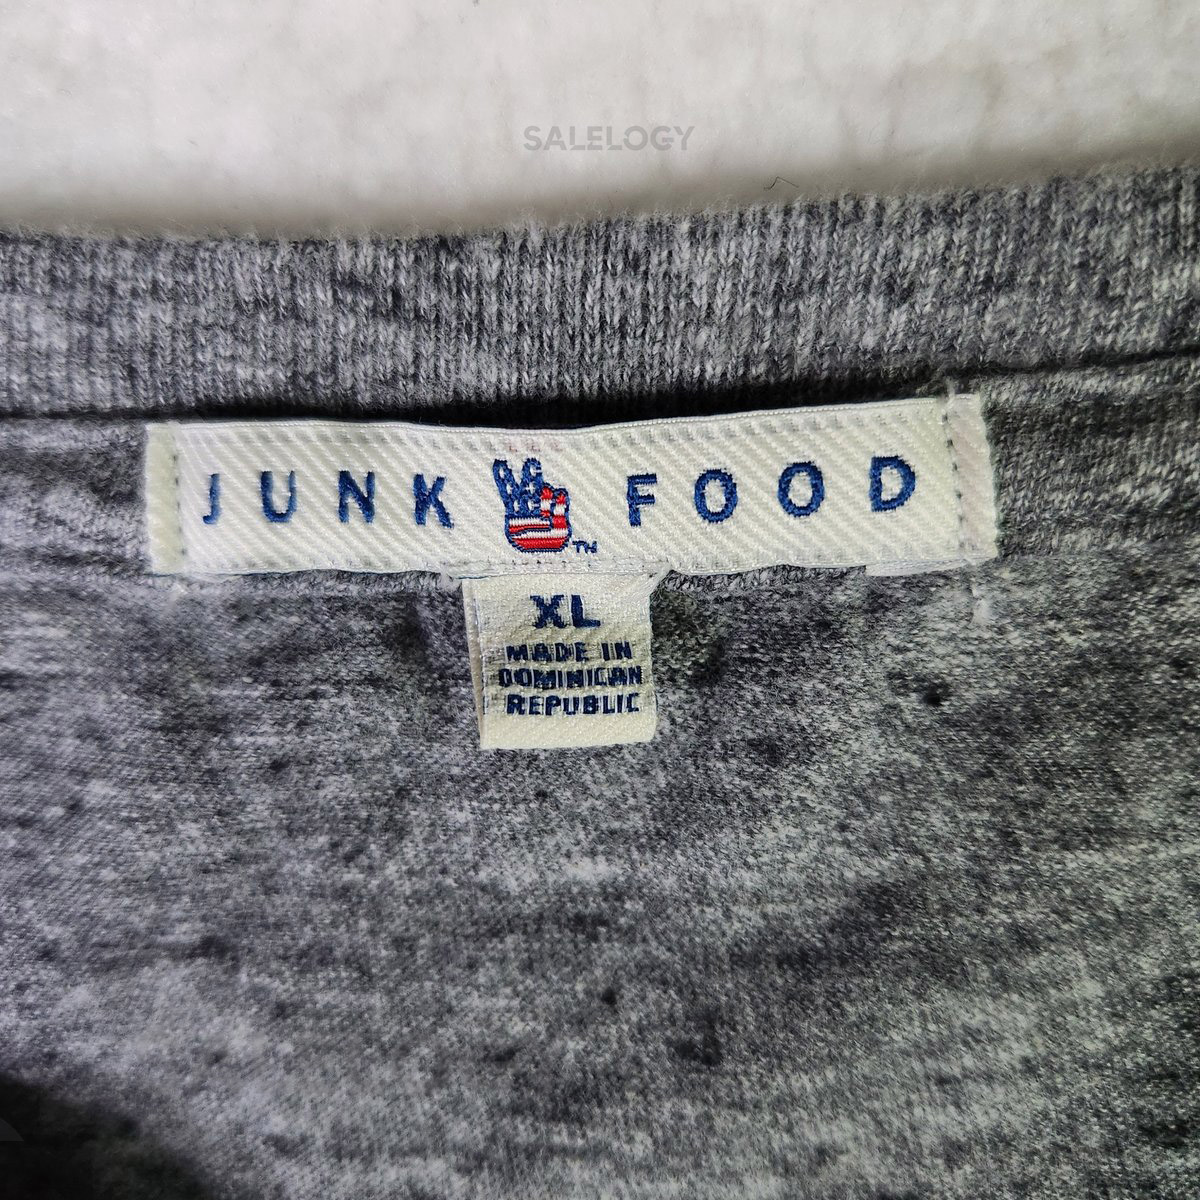 SALELOGY
JUNK FOOD
TM
XL
MADE IN
DOMINICAN
REPUBLIC